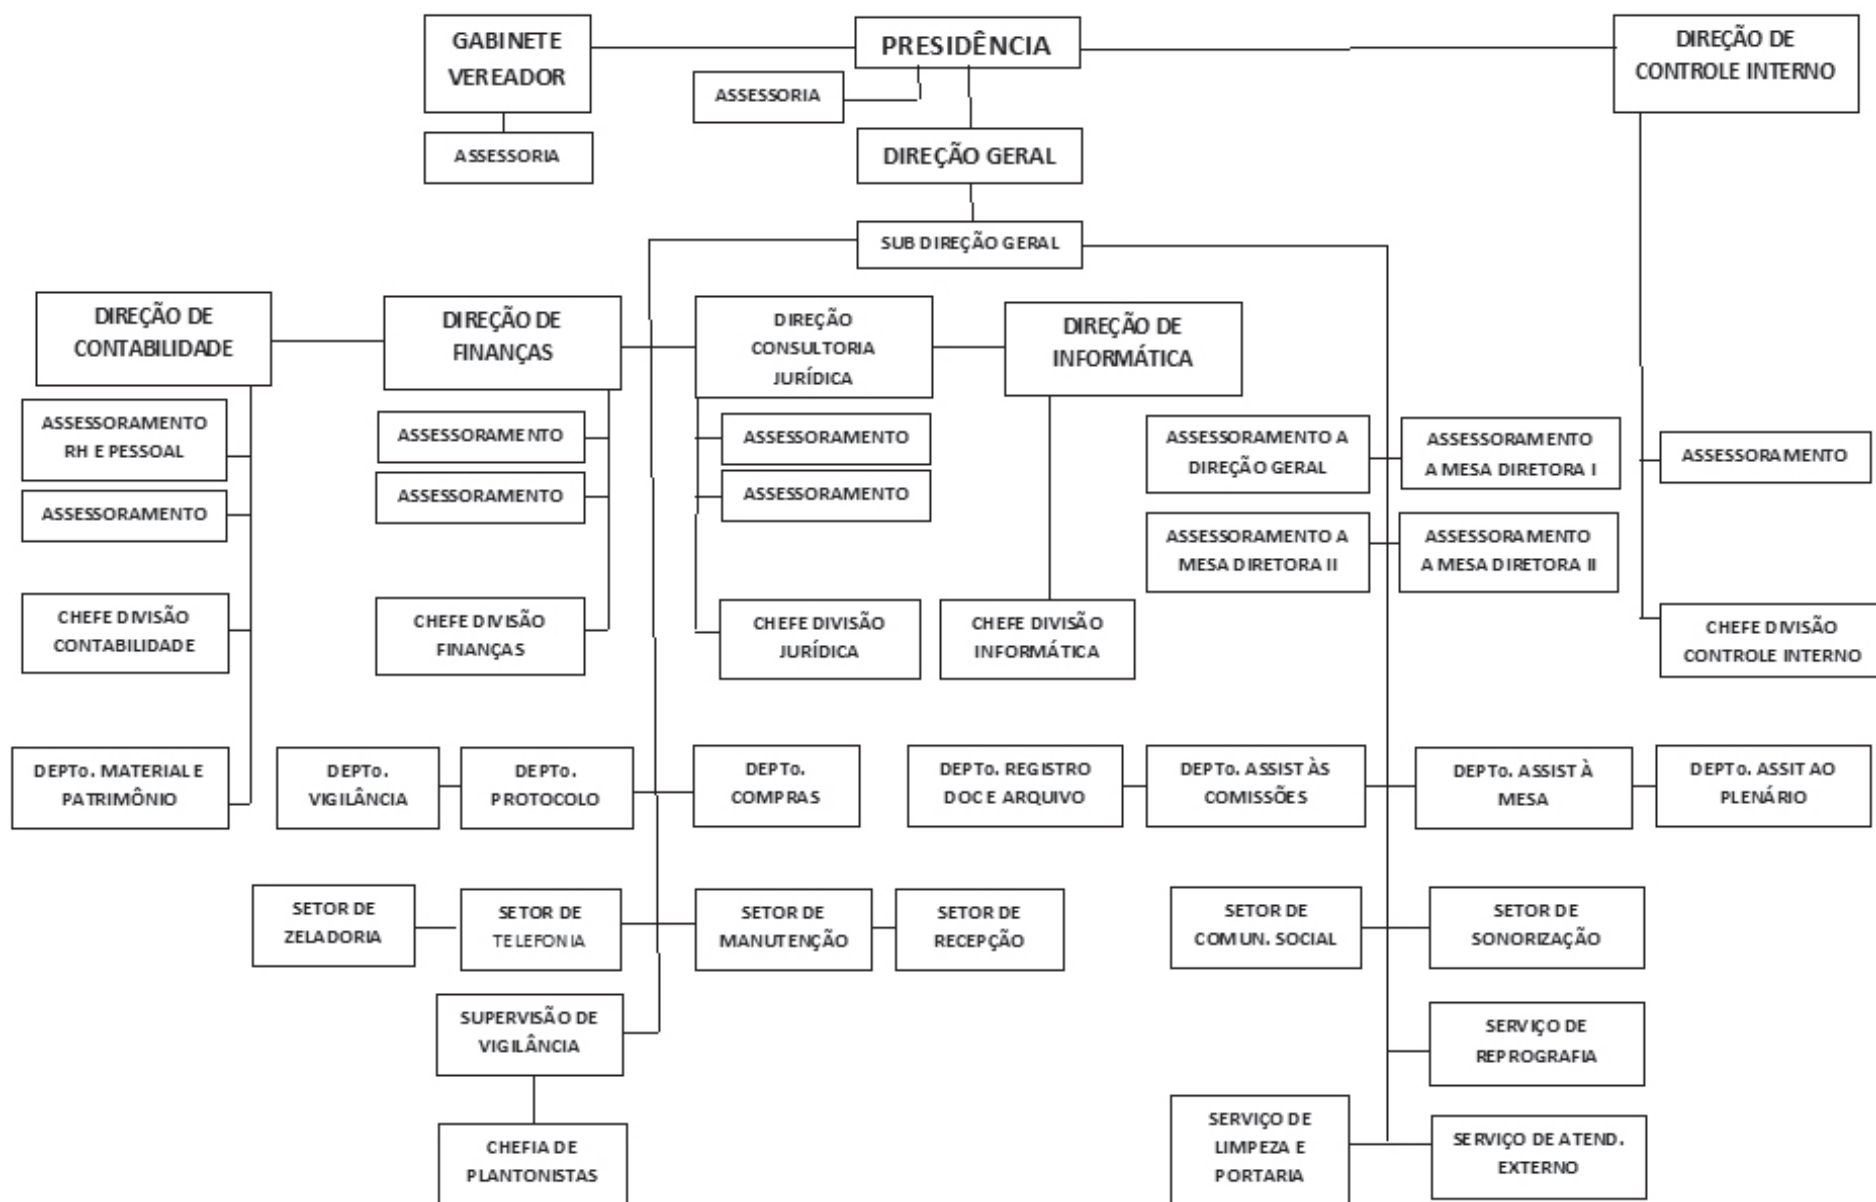 GABINETE
VEREADOR
PRESIDÊNCIA
DIREÇÃO DE
CONTROLE INTERNO
ASSESSORIA
ASSESSORIA
DIREÇÃO GERAL
SUB DIREÇÃO GERAL
DIREÇÃO DE
CONTABILIDADE
DIREÇÃO DE
FINANÇAS
DIREÇÃO
CONSULTORIA
JURÍDICA
DIREÇÃO DE
INFORMÁTICA
ASSESSORAMENTO
RH E PESSOAL
ASSESSORAMENTO
ASSESSORAMENTO
ASSESSORAMENTO A
DIREÇÃO GERAL
ASSESSORAMENTO
A MESA DIRETORA I
ASSESSORAMENTO
ASSESSORAMENTO
ASSESSORAMENTO
ASSESSORAMENTO
ASSESSORAMENTO A
MESA DIRETORA II
ASSESSORAMENTO
A MESA DIRETORA II
CHEFE DIVISÃO
CONTABILIDADE
CHEFE DIVISÃO
FINANÇAS
CHEFE DIVISÃO
JURÍDICA
CHEFE DIVISÃO
INFORMÁTICA
CHEFE DIVISÃO
CONTROLE INTERNO
DEPTo. MATERIAL E
PATRIMÔNIO
DEPTo.
VIGILÂNCIA
DEPTo.
PROTOCOLO
DEPTo.
COMPRAS
DEPTo. REGISTRO
DOC E ARQUIVO
DEPTo. ASSIST ÀS
COMISSÕES
DEPTo. ASSIST À
MESA
DEPTo. ASSIT AO
PLENÁRIO
SETOR DE
ZELADORIA
SETOR DE
TELEFONIA
SETOR DE
MANUTENÇÃO
SETOR DE
RECEPÇÃO
SETOR DE
COMUN. SOCIAL
SETOR DE
SONORIZAÇÃO
SUPERVISÃO DE
VIGILÂNCIA
SERVIÇO DE
REPROGRAFIA
CHEFIA DE
PLANTONISTAS
SERVIÇO DE
LIMPEZA E
PORTARIA
SERVIÇO DE ATEND.
EXTERNO